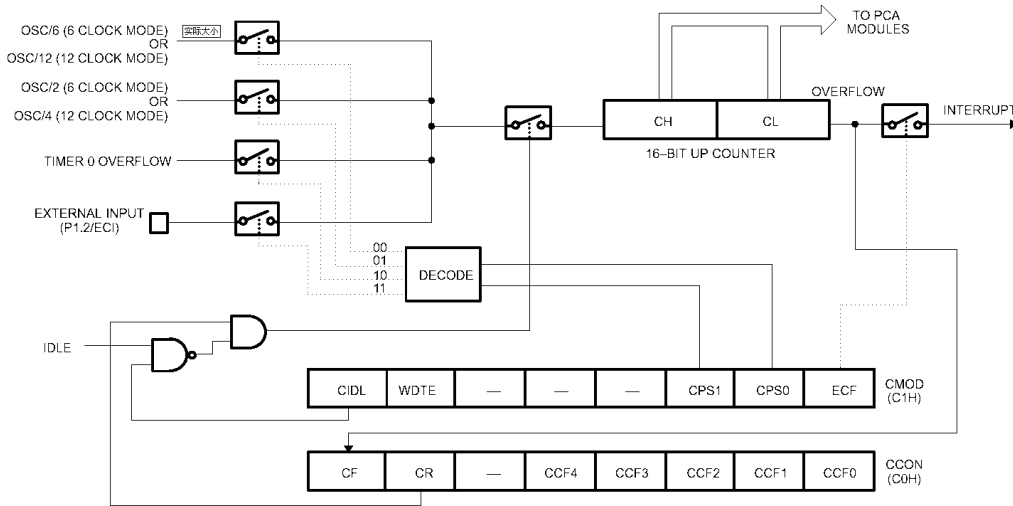 OSC/6 (6 CLOCK MODE)
实际大小
OR
OSC/12 (12 CLOCK MODE)
OSC/2 (6 CLOCK MODE)
OR
OSC/4 (12 CLOCK MODE)
TIMER 0 OVERFLOW
EXTERNAL INPUT
(P1.2/ECI)
TO PCA
MODULES
OVERFLOW
INTERRUPT
CH
CL
16–BIT UP COUNTER
00
01
10
11
DECODE
IDLE
CIDL
WDTE
—
—
—
CPS1
CPS0
ECF
CMOD
(C1H)
CF
CR
—
CCF4
CCF3
CCF2
CCF1
CCF0
CCON
(C0H)